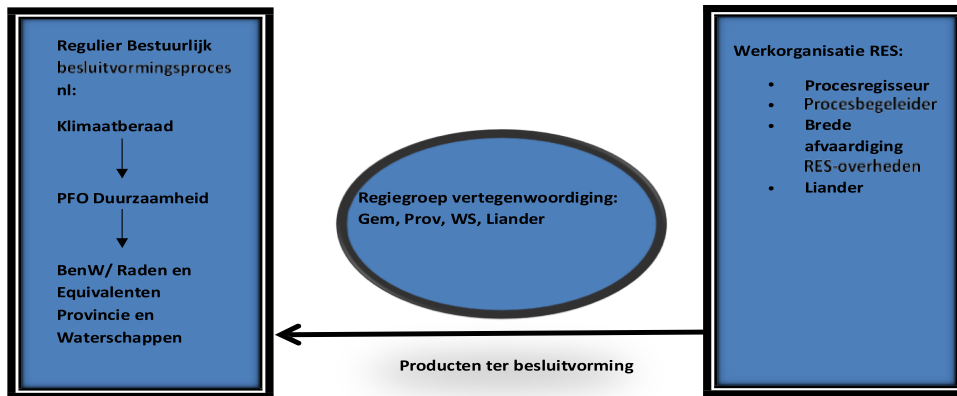 Regulier Bestuurlijk
besluitvormingsproces
nl:
Klimaatberaad
PFO Duurzaamheid
BenW/ Raden en
Equivalenten
Provincie en
Waterschappen
Regiegroep vertegenwoordiging:
Gem, Prov, WS, Liander
Producten ter besluitvorming
Werkorganisatie RES:
• Procesregisseur
• Procesbegeleider
• Brede
afvaardiging
RES-overheden
• Liander